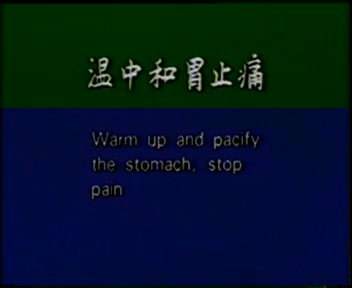 温中和胃止痛
Warm up and pacify
the stomach, stop
pain